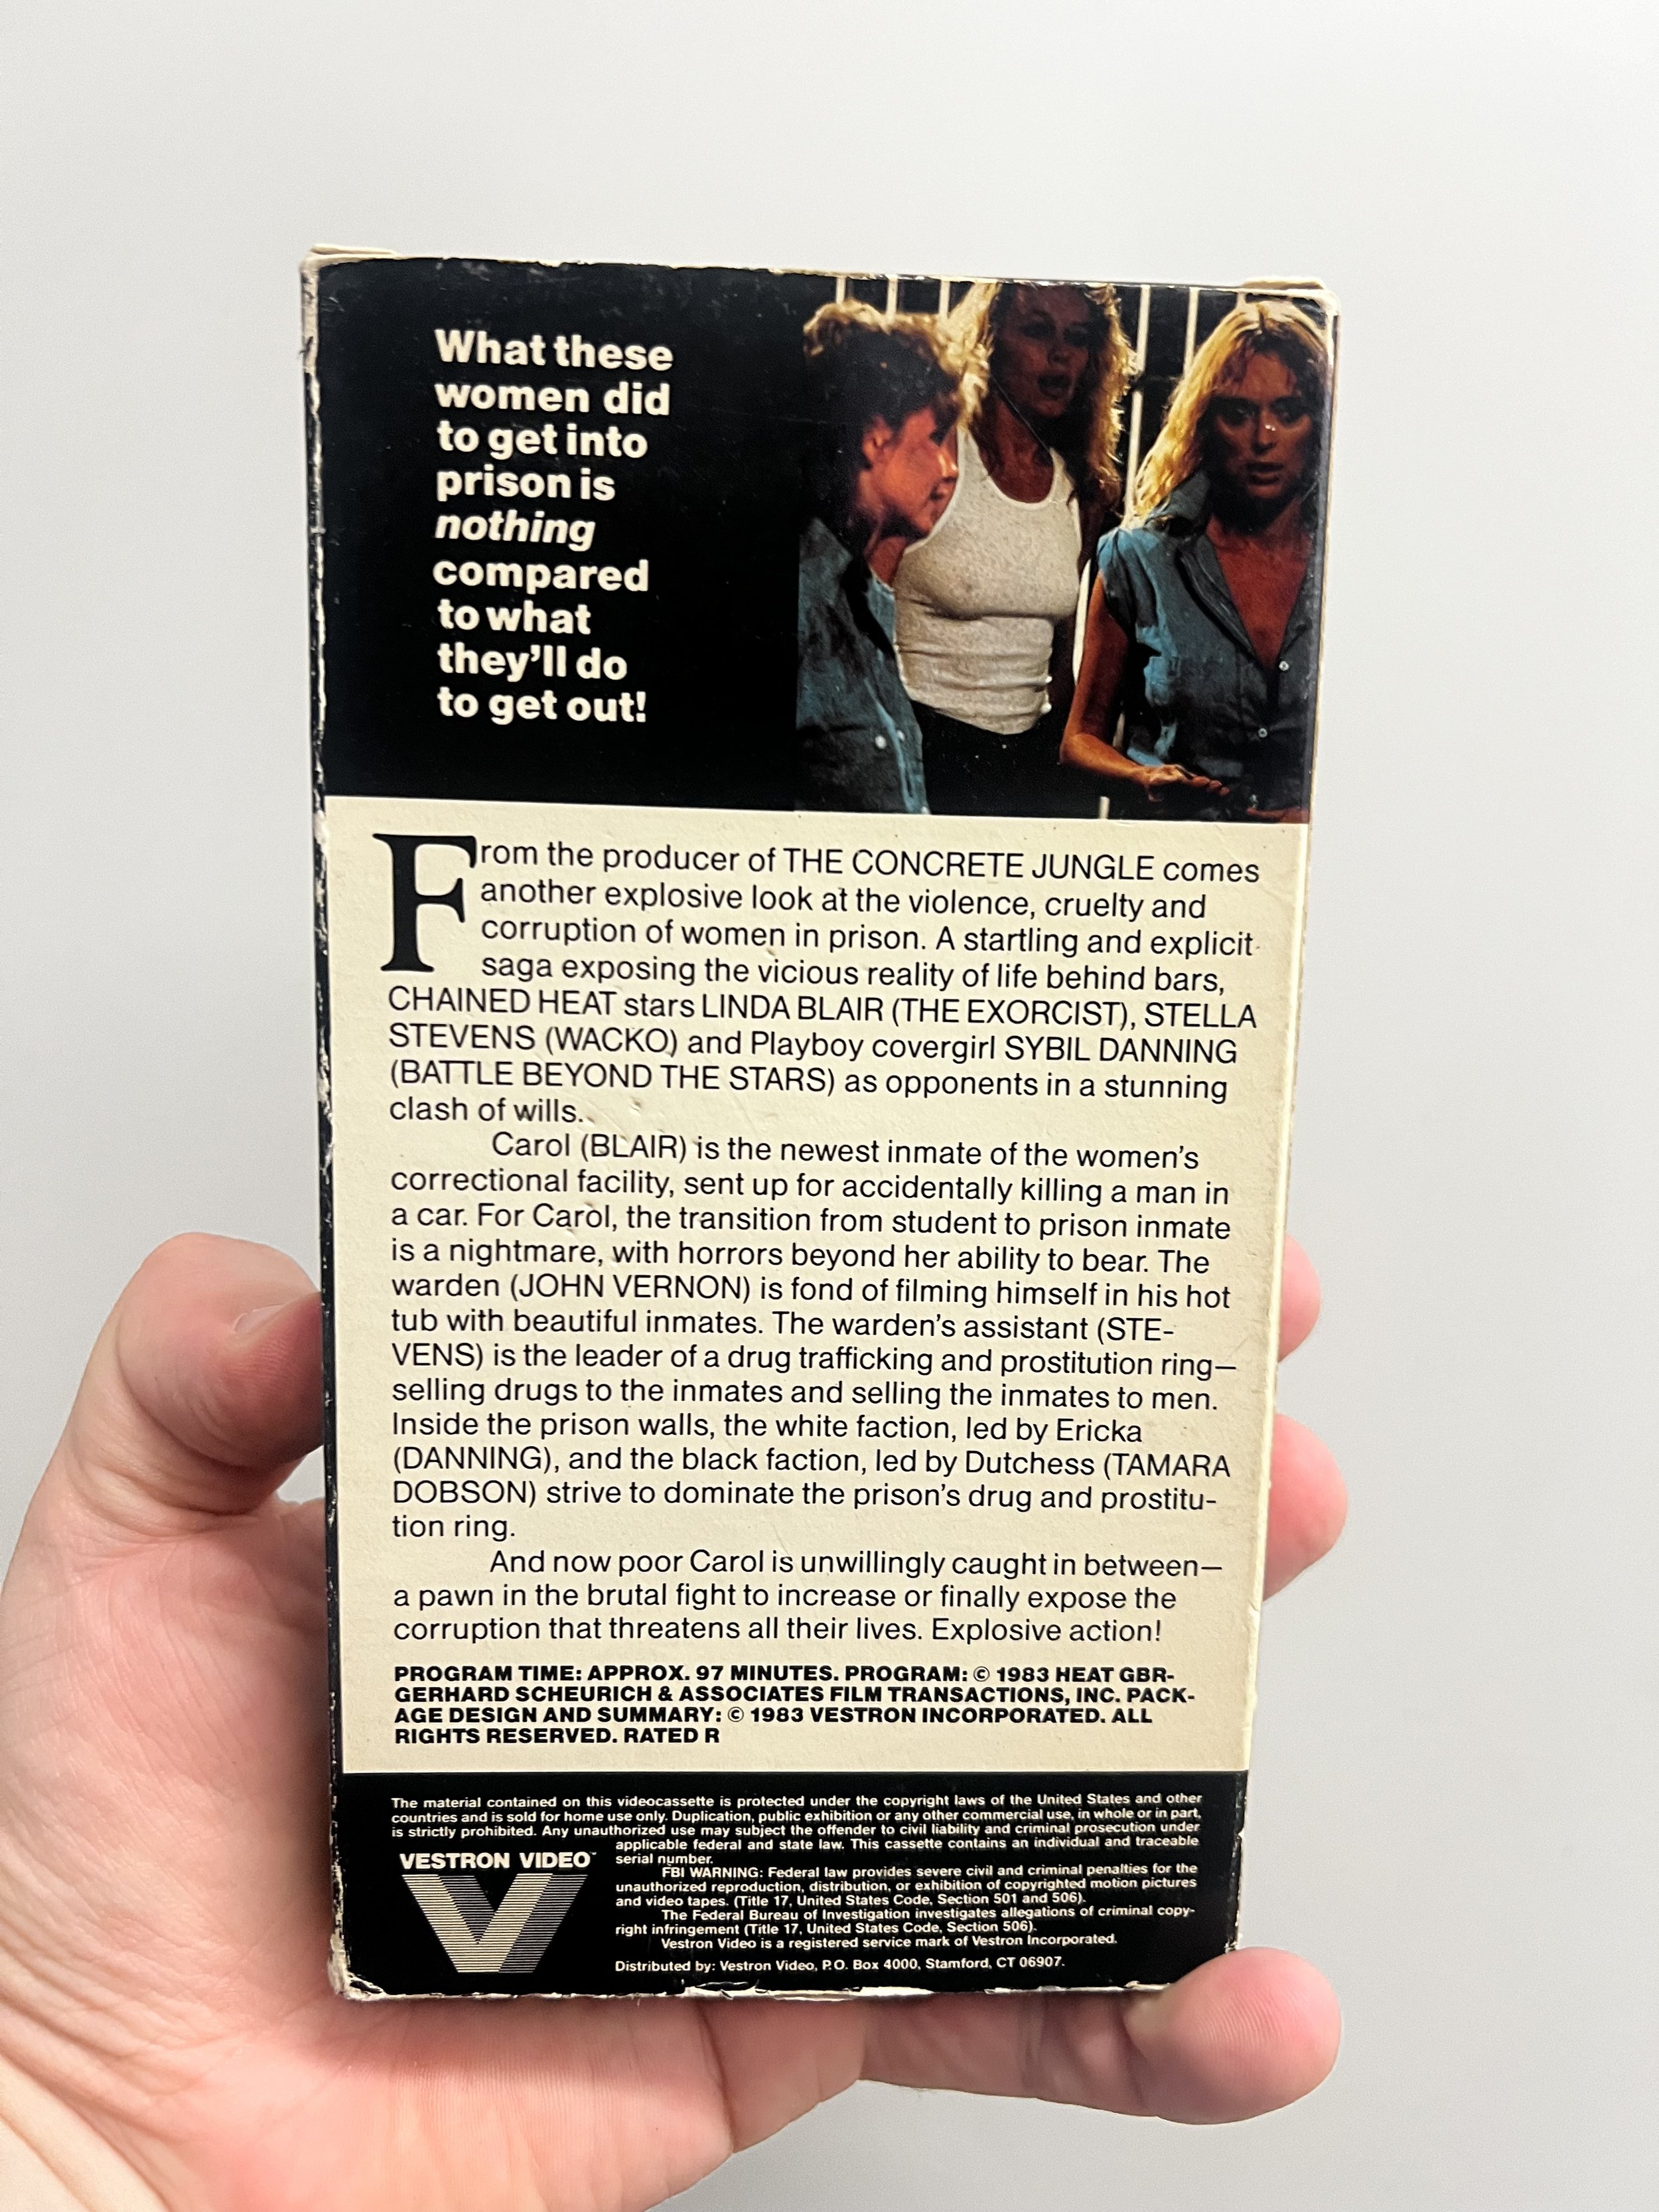 What these
women did
to get into
prison is
nothing
compared
to what
they'll do
to get out!
From the producer of THE CONCRETE JUNGLE comes
another explosive look at the violence, cruelty and
corruption of women in prison. A startling and explicit
saga exposing the vicious reality of life behind bars,
CHAINED HEAT stars LINDA BLAIR (THE EXORCIST), STELLA
STEVENS (WACKO) and Playboy covergirl SYBIL DANNING
(BATTLE BEYOND THE STARS) as opponents in a stunning
clash of wills.
Carol (BLAIR) is the newest inmate of the women's
correctional facility, sent up for accidentally killing a man in
a car. For Carol, the transition from student to prison inmate
is a nightmare, with horrors beyond her ability to bear. The
warden (JOHN VERNON) is fond of filming himself in his hot
tub with beautiful inmates. The warden's assistant (STE-
VENS) is the leader of a drug trafficking and prostitution ring—
selling drugs to the inmates and selling the inmates to men.
Inside the prison walls, the white faction, led by Ericka
(DANNING), and the black faction, led by Dutchess (TAMARA
DOBSON) strive to dominate the prison's drug and prostitu-
tion ring.
And now poor Carol is unwillingly caught in between—
a pawn in the brutal fight to increase or finally expose the
corruption that threatens all their lives. Explosive action!
PROGRAM TIME: APPROX. 97 MINUTES. PROGRAM: © 1983 HEAT GBR-
GERHARD SCHEURICH & ASSOCIATES FILM TRANSACTIONS, INC. PACK-
AGE DESIGN AND SUMMARY: © 1983 VESTRON INCORPORATED. ALL
RIGHTS RESERVED. RATED R
The material contained on this videocassette is protected under the copyright laws of the United States and other
countries and is sold for home use only. Duplication, public exhibition or any other commercial use, in whole or in part,
is strictly prohibited. Any unauthorized use may subject the offender to civil liability and criminal prosecution under
applicable federal and state law. This cassette contains an individual and traceable
serial number.
FBI WARNING: Federal law provides severe civil and criminal penalties for the
unauthorized reproduction, distribution, or exhibition of copyrighted motion pictures
and video tapes. (Title 17, United States Code, Section 501 and 506).
The Federal Bureau of Investigation investigates allegations of criminal copy-
right infringement (Title 17, United States Code, Section 506).
Vestron Video is a registered service mark of Vestron Incorporated.
Distributed by: Vestron Video, P.O. Box 4000, Stamford, CT 06907.
VESTRON VIDEO
V